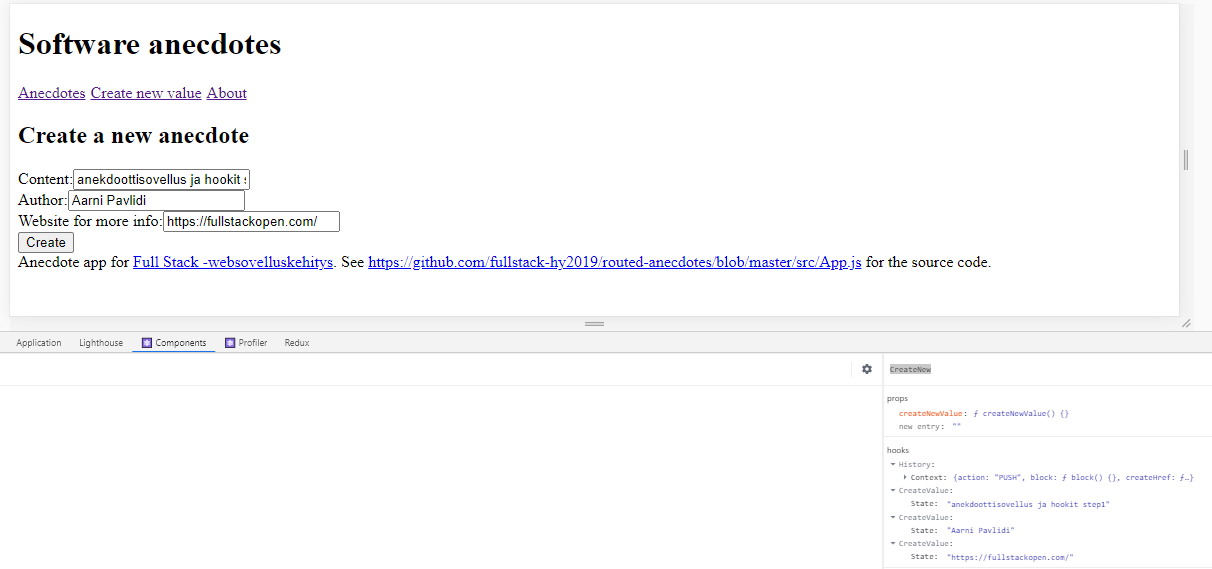 Software anecdotes
Anecdotes Create new value About
Create a new anecdote
Content: anekdoottisovellus ja hookit s
Author: Aarni Pavlidi
Website for more info: https://fullstackopen.com/
Create
Anecdote app for Full Stack -websovelluskehitys. See https://github.com/fullstack-hy2019/routed-anecdotes/blob/master/src/App.js for the source code.
Application Lighthouse Components Profiler Redux
CreateNew
props
createNewValue: ƒ createNewValue() {}
new entry: ""
hooks
History:
Context: {action: "PUSH", block: ƒ block() {}, createHref: ƒ…}
CreateValue:
State: "anekdoottisovellus ja hookit step1"
CreateValue:
State: "Aarni Pavlidi"
CreateValue:
State: "https://fullstackopen.com/"